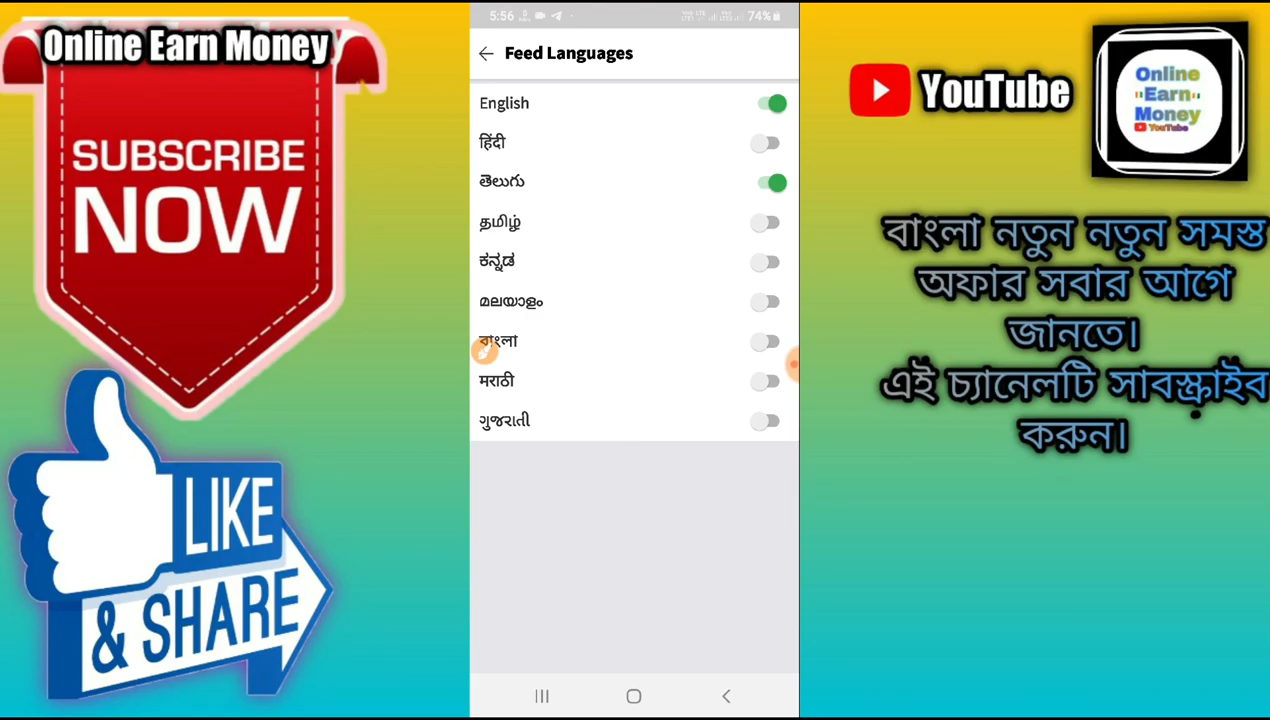 Online Earn Money
SUBSCRIBE
NOW
LIKE
& SHARE
5:56
74%
Feed Languages
English
हिंदी
తెలుగు
தமிழ்
ಕನ್ನಡ
മലയാളം
বাংলা
मराठी
ગુજરાતી
YouTube
Online
Earn
Money
YouTube
বাংলা নতুন নতুন সমস্ত
অফার সবার আগে
জানতে।
এই চ্যানেলটি সাবস্ক্রাইব
করুন।